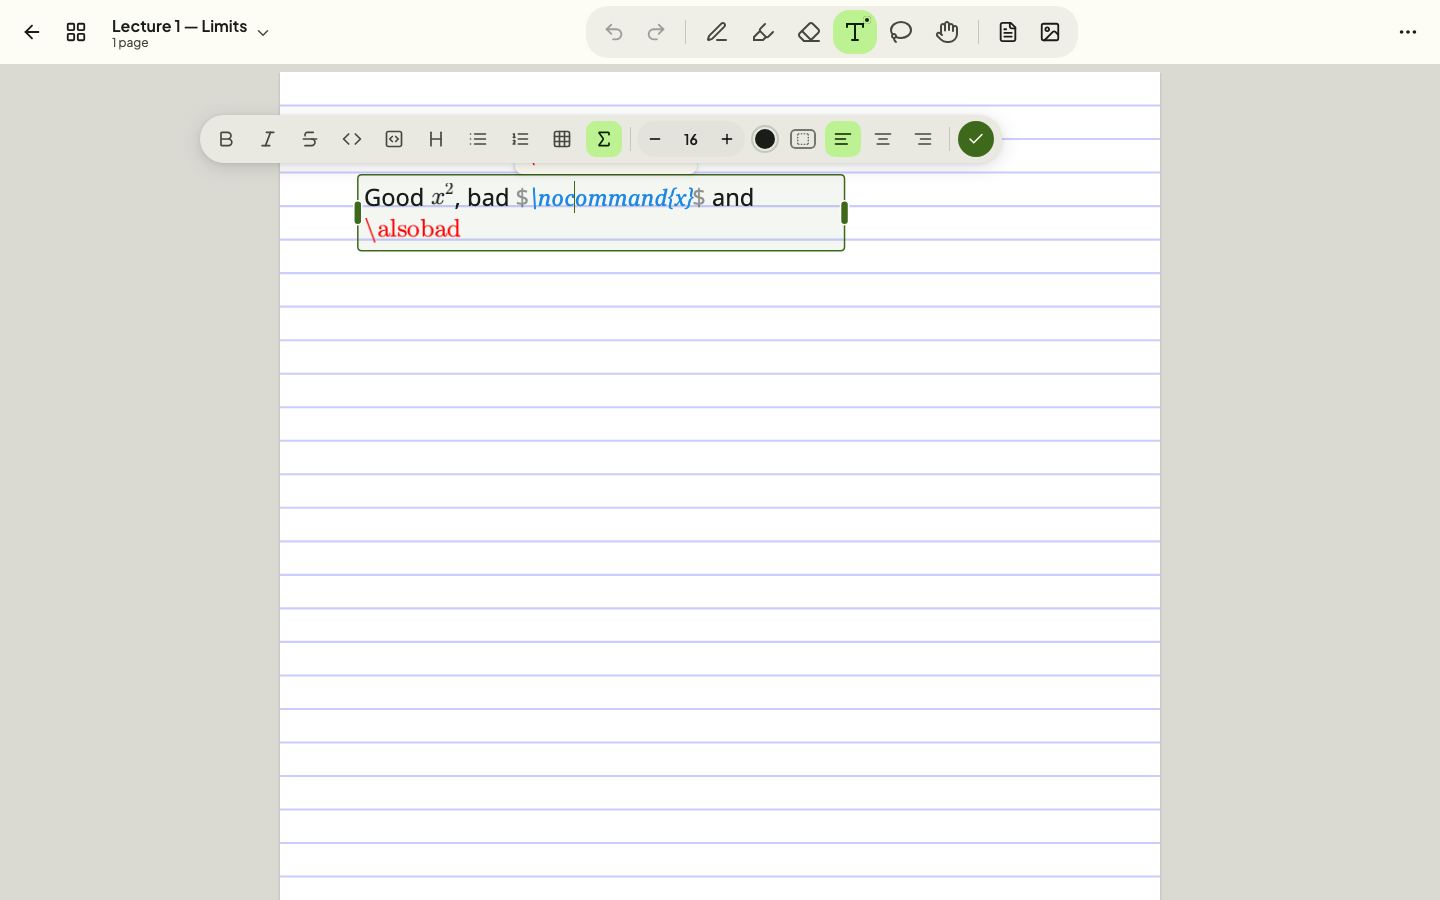 Lecture 1 — Limits
1 page
16
Good x², bad $\nocommand{x}$ and
\alsobad